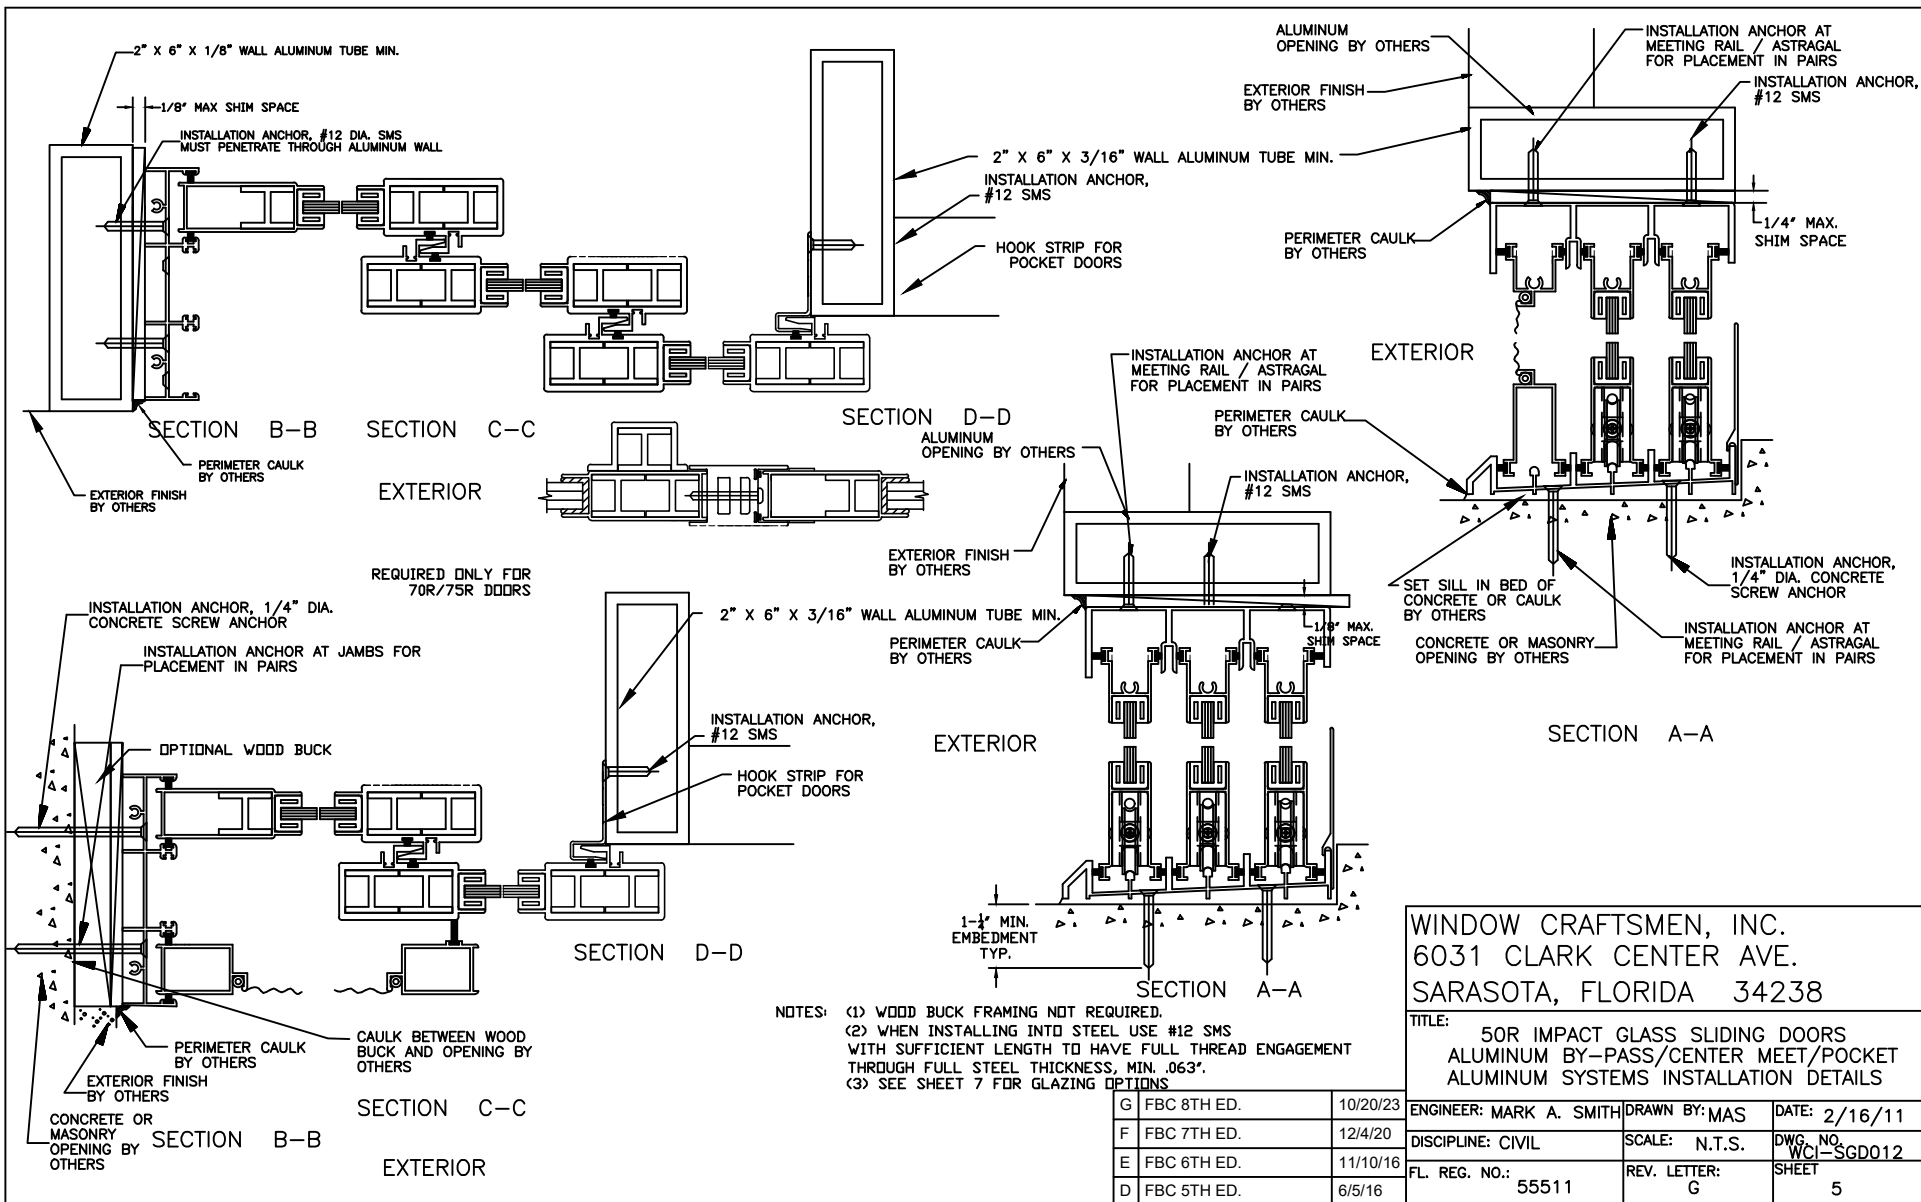 2" X 6" X 1/8" WALL ALUMINUM TUBE MIN.
1/8" MAX SHIM SPACE
INSTALLATION ANCHOR, #12 DIA. SMS
MUST PENETRATE THROUGH ALUMINUM WALL
2" X 6" X 3/16" WALL ALUMINUM TUBE MIN.
INSTALLATION ANCHOR,
#12 SMS
HOOK STRIP FOR
POCKET DOORS
SECTION B-B
SECTION C-C
SECTION D-D
PERIMETER CAULK
BY OTHERS
EXTERIOR FINISH
BY OTHERS
EXTERIOR
REQUIRED ONLY FOR
70R/75R DOORS
ALUMINUM
OPENING BY OTHERS
INSTALLATION ANCHOR AT
MEETING RAIL / ASTRAGAL
FOR PLACEMENT IN PAIRS
INSTALLATION ANCHOR,
#12 SMS
EXTERIOR FINISH
BY OTHERS
PERIMETER CAULK
BY OTHERS
1/4" MAX.
SHIM SPACE
EXTERIOR
PERIMETER CAULK
BY OTHERS
SET SILL IN BED OF
CONCRETE OR CAULK
BY OTHERS
CONCRETE OR MASONRY
OPENING BY OTHERS
INSTALLATION ANCHOR,
1/4" DIA. CONCRETE
SCREW ANCHOR
INSTALLATION ANCHOR AT
MEETING RAIL / ASTRAGAL
FOR PLACEMENT IN PAIRS
SECTION A-A
INSTALLATION ANCHOR AT
MEETING RAIL / ASTRAGAL
FOR PLACEMENT IN PAIRS
ALUMINUM
OPENING BY OTHERS
INSTALLATION ANCHOR,
#12 SMS
EXTERIOR FINISH
BY OTHERS
PERIMETER CAULK
BY OTHERS
1/8" MAX.
SHIM SPACE
EXTERIOR
1-1/4" MIN.
EMBEDMENT
TYP.
SECTION A-A
INSTALLATION ANCHOR, 1/4" DIA.
CONCRETE SCREW ANCHOR
INSTALLATION ANCHOR AT JAMBS FOR
PLACEMENT IN PAIRS
OPTIONAL WOOD BUCK
2" X 6" X 3/16" WALL ALUMINUM TUBE MIN.
INSTALLATION ANCHOR,
#12 SMS
HOOK STRIP FOR
POCKET DOORS
SECTION D-D
PERIMETER CAULK
BY OTHERS
CAULK BETWEEN WOOD
BUCK AND OPENING BY
OTHERS
EXTERIOR FINISH
BY OTHERS
CONCRETE OR
MASONRY
OPENING BY
OTHERS
SECTION B-B
SECTION C-C
EXTERIOR
NOTES: (1) WOOD BUCK FRAMING NOT REQUIRED.
(2) WHEN INSTALLING INTO STEEL USE #12 SMS
WITH SUFFICIENT LENGTH TO HAVE FULL THREAD ENGAGEMENT
THROUGH FULL STEEL THICKNESS, MIN. .063".
(3) SEE SHEET 7 FOR GLAZING OPTIONS
G FBC 8TH ED. 10/20/23
F FBC 7TH ED. 12/4/20
E FBC 6TH ED. 11/10/16
D FBC 5TH ED. 6/5/16
WINDOW CRAFTSMEN, INC.
6031 CLARK CENTER AVE.
SARASOTA, FLORIDA 34238
TITLE:
50R IMPACT GLASS SLIDING DOORS
ALUMINUM BY-PASS/CENTER MEET/POCKET
ALUMINUM SYSTEMS INSTALLATION DETAILS
ENGINEER: MARK A. SMITH DRAWN BY: MAS DATE: 2/16/11
DISCIPLINE: CIVIL SCALE: N.T.S. DWG. NO. WCI-SGD012
FL. REG. NO.: 55511 REV. LETTER: G SHEET 5